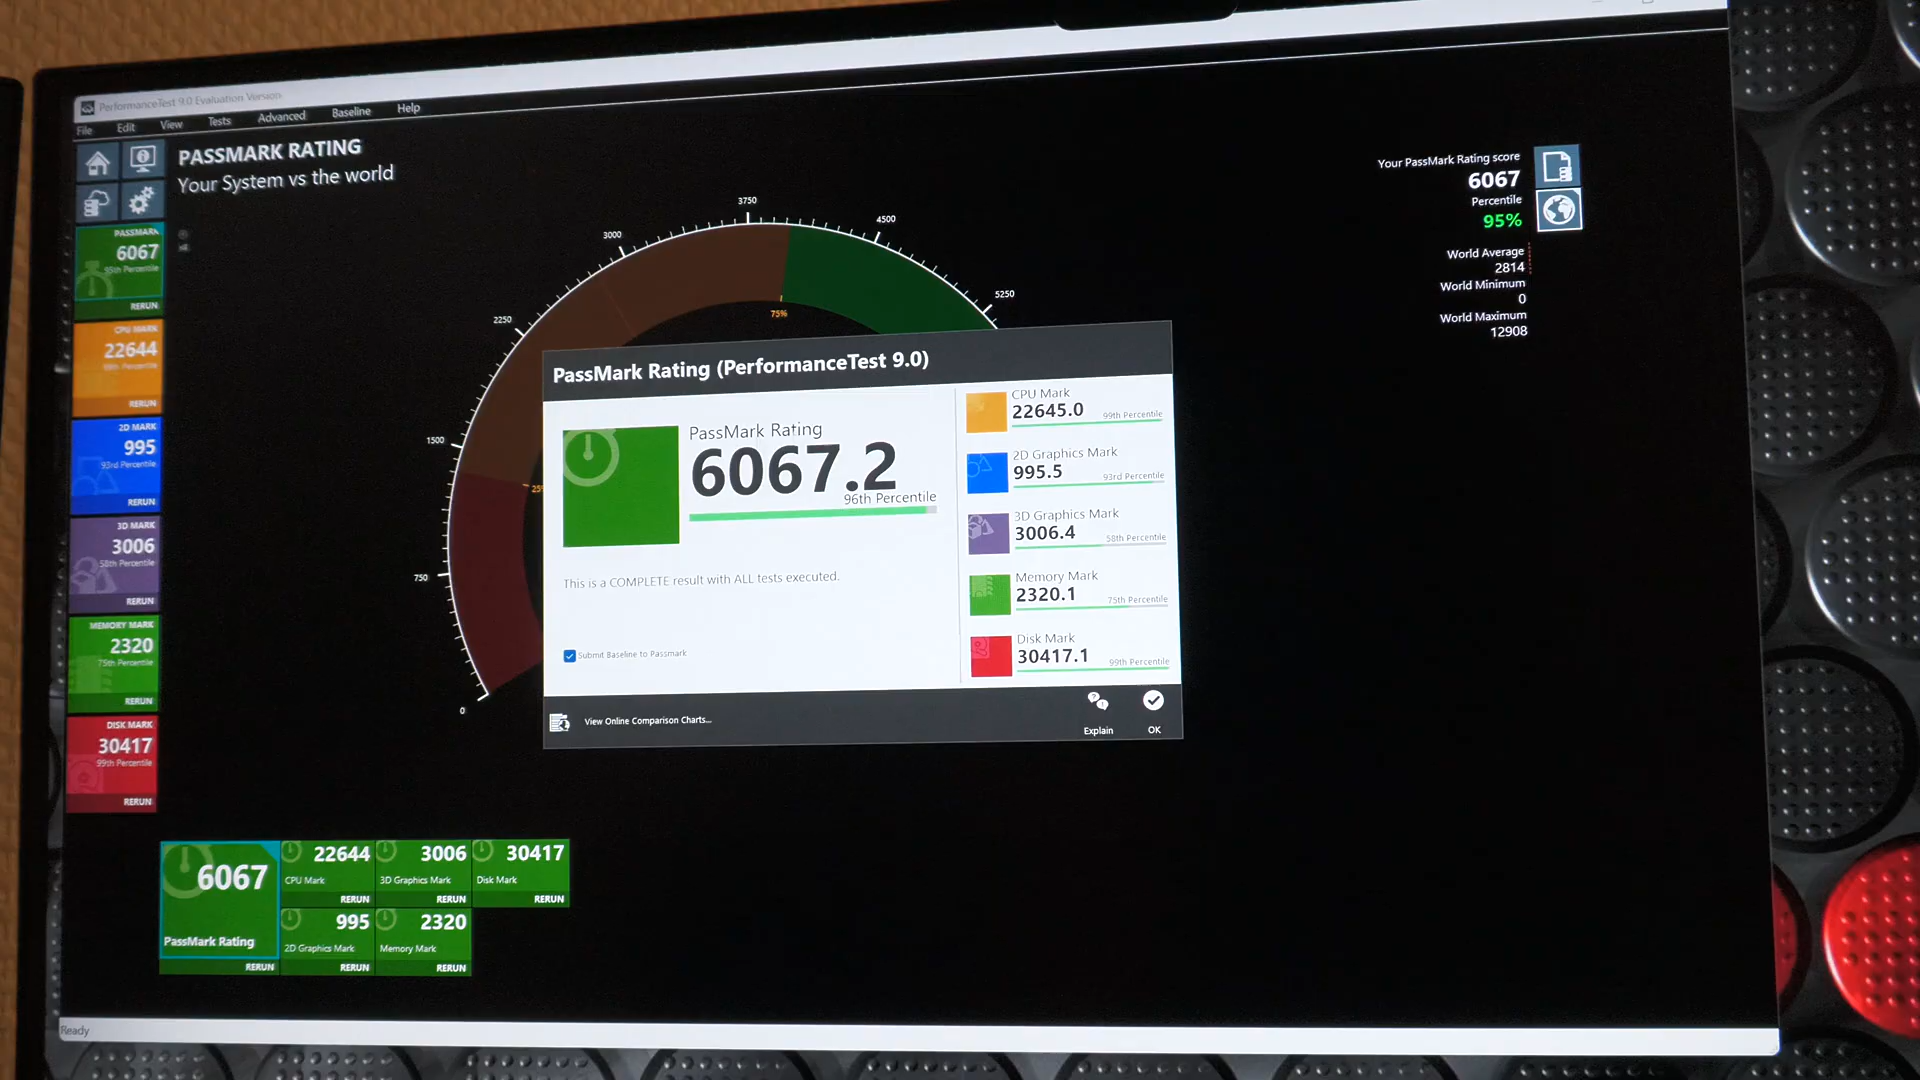 PerformanceTest 9.0 Evaluation Version
File Edit View Tests Advanced Baseline Help
PASSMARK RATING
Your System vs the world
PASSMARK
6067
95th Percentile
RERUN
CPU MARK
22644
99th Percentile
RERUN
2D MARK
995
93rd Percentile
RERUN
3D MARK
3006
58th Percentile
RERUN
MEMORY MARK
2320
75th Percentile
RERUN
DISK MARK
30417
99th Percentile
RERUN
0
750
1500
2250
3000
3750
4500
5250
25%
75%
Your PassMark Rating score
6067
Percentile
95%
World Average
2814
World Minimum
0
World Maximum
12908
PassMark Rating (PerformanceTest 9.0)
PassMark Rating
6067.2
96th Percentile
This is a COMPLETE result with ALL tests executed.
Submit Baseline to Passmark
CPU Mark
22645.0 99th Percentile
2D Graphics Mark
995.5 93rd Percentile
3D Graphics Mark
3006.4 58th Percentile
Memory Mark
2320.1 75th Percentile
Disk Mark
30417.1 99th Percentile
View Online Comparison Charts...
Explain
OK
6067
PassMark Rating
RERUN
22644
CPU Mark
RERUN
3006
3D Graphics Mark
RERUN
30417
Disk Mark
RERUN
995
2D Graphics Mark
RERUN
2320
Memory Mark
RERUN
Ready